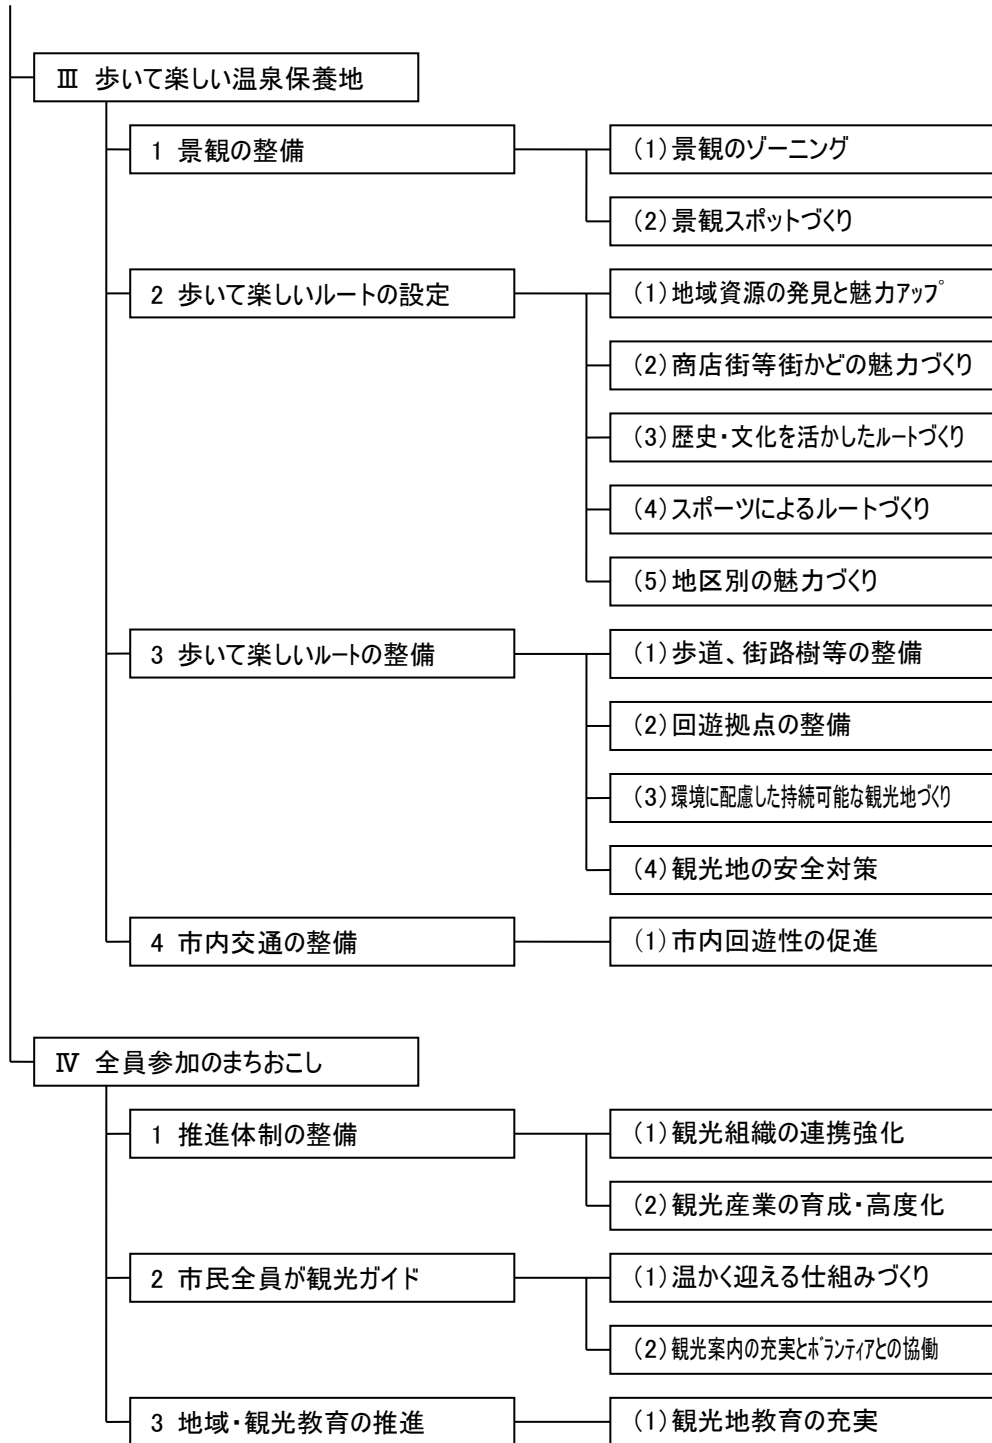 Ⅲ 歩いて楽しい温泉保養地
1 景観の整備
(1)景観のゾーニング
(2)景観スポットづくり
2 歩いて楽しいルートの設定
(1)地域資源の発見と魅力アップ
(2)商店街等街かどの魅力づくり
(3)歴史・文化を活かしたルートづくり
(4)スポーツによるルートづくり
(5)地区別の魅力づくり
3 歩いて楽しいルートの整備
(1)歩道、街路樹等の整備
(2)回遊拠点の整備
(3)環境に配慮した持続可能な観光地づくり
(4)観光地の安全対策
4 市内交通の整備
(1)市内回遊性の促進
Ⅳ 全員参加のまちおこし
1 推進体制の整備
(1)観光組織の連携強化
(2)観光産業の育成・高度化
2 市民全員が観光ガイド
(1)温かく迎える仕組みづくり
(2)観光案内の充実とボランティアとの協働
3 地域・観光教育の推進
(1)観光地教育の充実